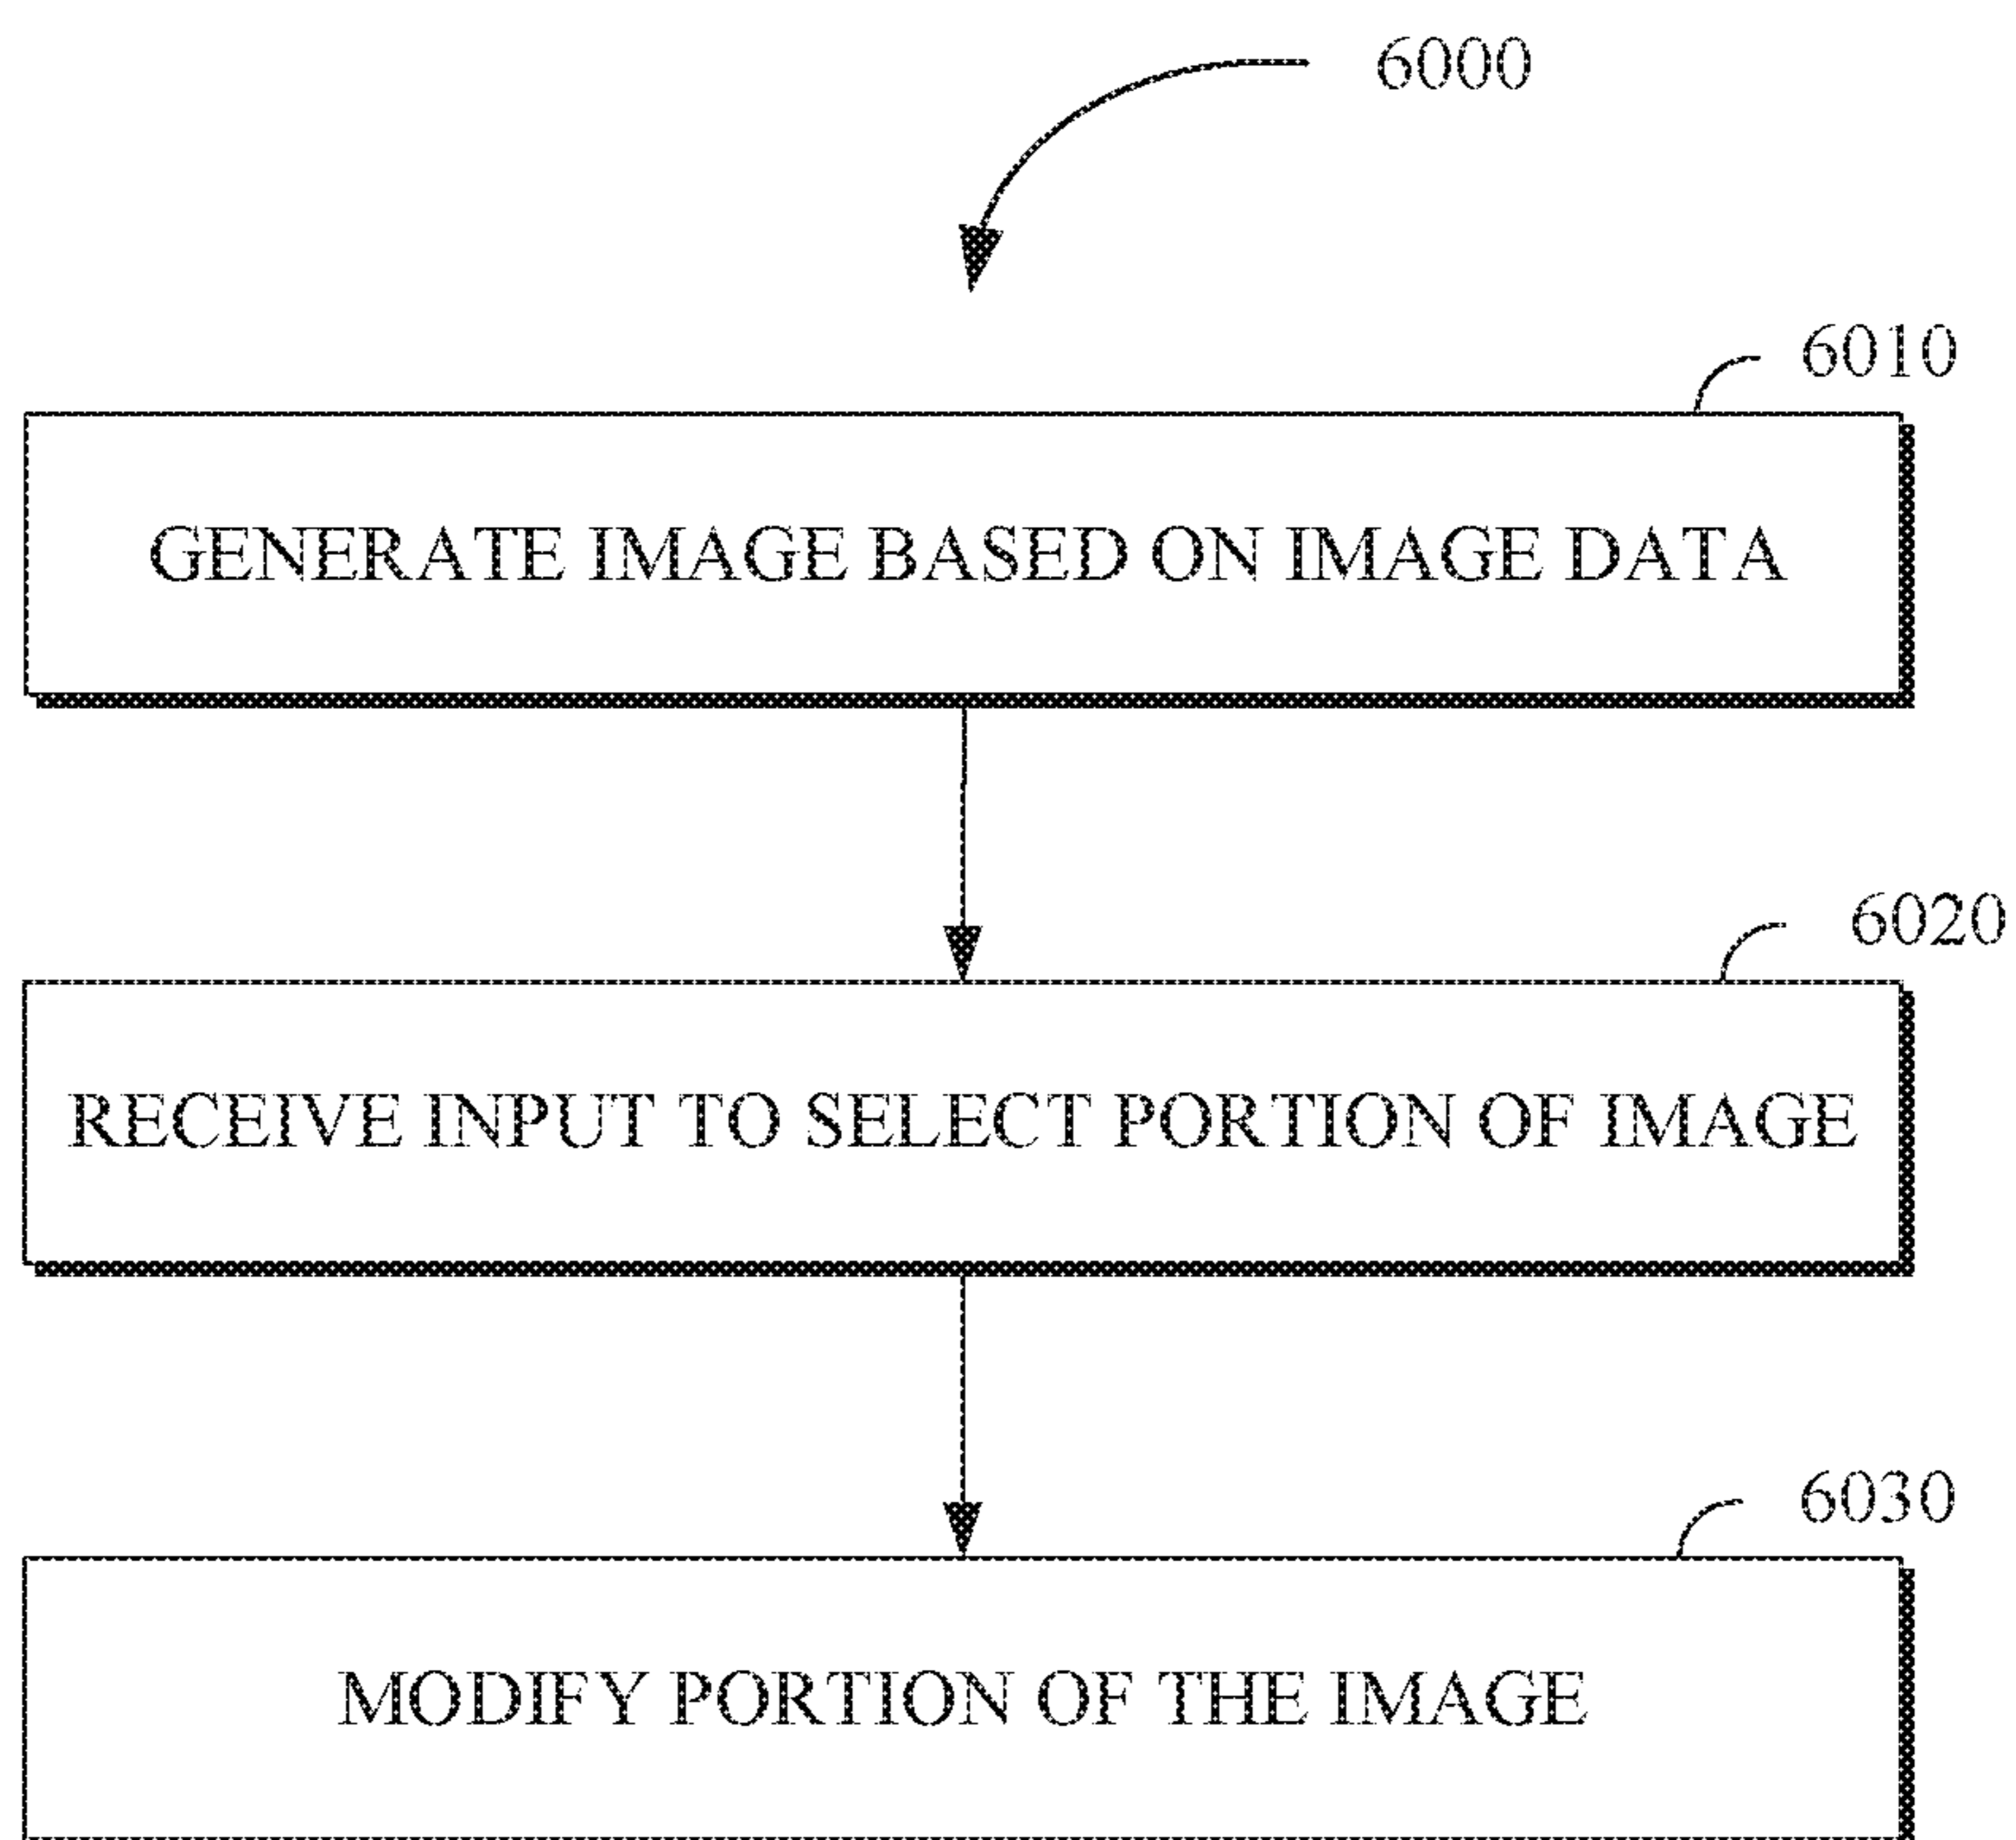 6000
6010
GENERATE IMAGE BASED ON IMAGE DATA
6020
RECEIVE INPUT TO SELECT PORTION OF IMAGE
6030
MODIFY PORTION OF THE IMAGE